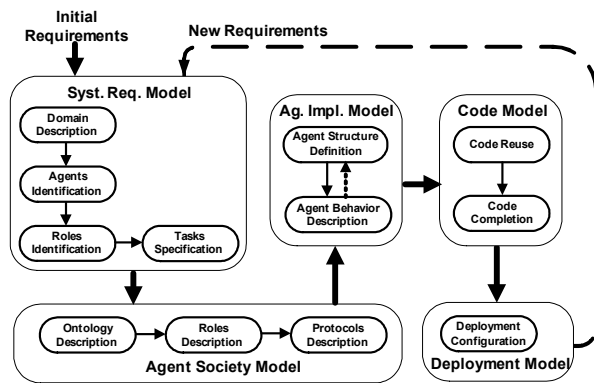 Initial
Requirements
New Requirements
Syst. Req. Model
Domain
Description
Agents
Identification
Roles
Identification
Tasks
Specification
Ag. Impl. Model
Agent Structure
Definition
Agent Behavior
Description
Code Model
Code Reuse
Code
Completion
Ontology
Description
Roles
Description
Protocols
Description
Agent Society Model
Deployment
Configuration
Deployment Model